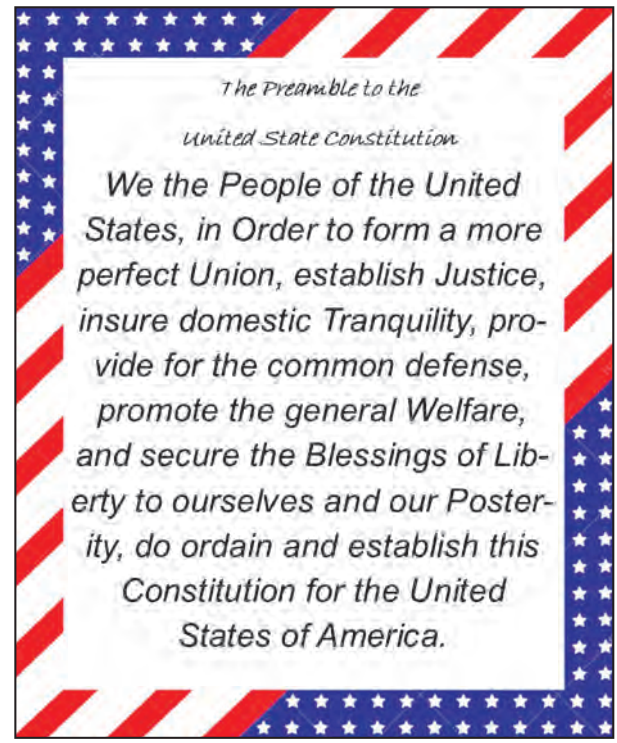 The Preamble to the
United State Constitution
We the People of the United
States, in Order to form a more
perfect Union, establish Justice,
insure domestic Tranquility, pro-
vide for the common defense,
promote the general Welfare,
and secure the Blessings of Lib-
erty to ourselves and our Poster-
ity, do ordain and establish this
Constitution for the United
States of America.